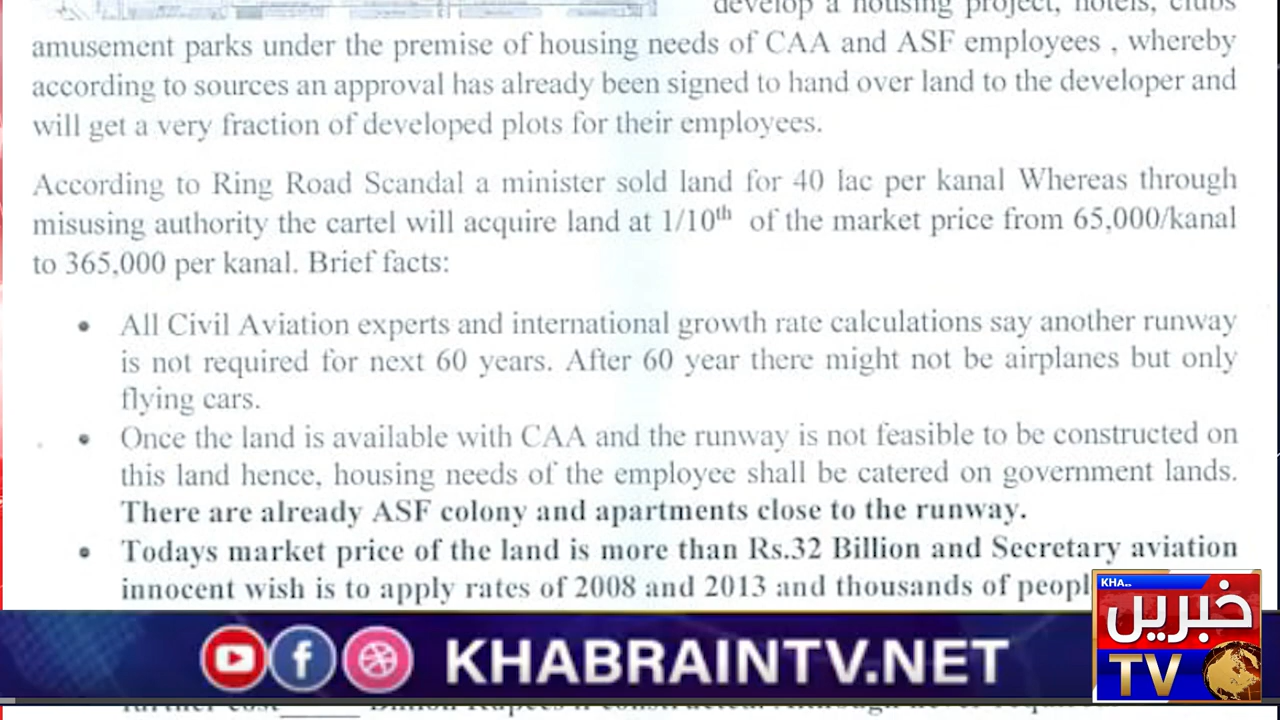 develop a housing project, hotels, clubs
amusement parks under the premise of housing needs of CAA and ASF employees , whereby
according to sources an approval has already been signed to hand over land to the developer and
will get a very fraction of developed plots for their employees.
According to Ring Road Scandal a minister sold land for 40 lac per kanal Whereas through
misusing authority the cartel will acquire land at 1/10th of the market price from 65,000/kanal
to 365,000 per kanal. Brief facts:
• All Civil Aviation experts and international growth rate calculations say another runway
is not required for next 60 years. After 60 year there might not be airplanes but only
flying cars.
• Once the land is available with CAA and the runway is not feasible to be constructed on
this land hence, housing needs of the employee shall be catered on government lands.
There are already ASF colony and apartments close to the runway.
• Todays market price of the land is more than Rs.32 Billion and Secretary aviation
innocent wish is to apply rates of 2008 and 2013 and thousands of peopl
KHA..
خبریں
TV
KHABRAINTV.NET
further cost_____ Billion Rupees if constructed.